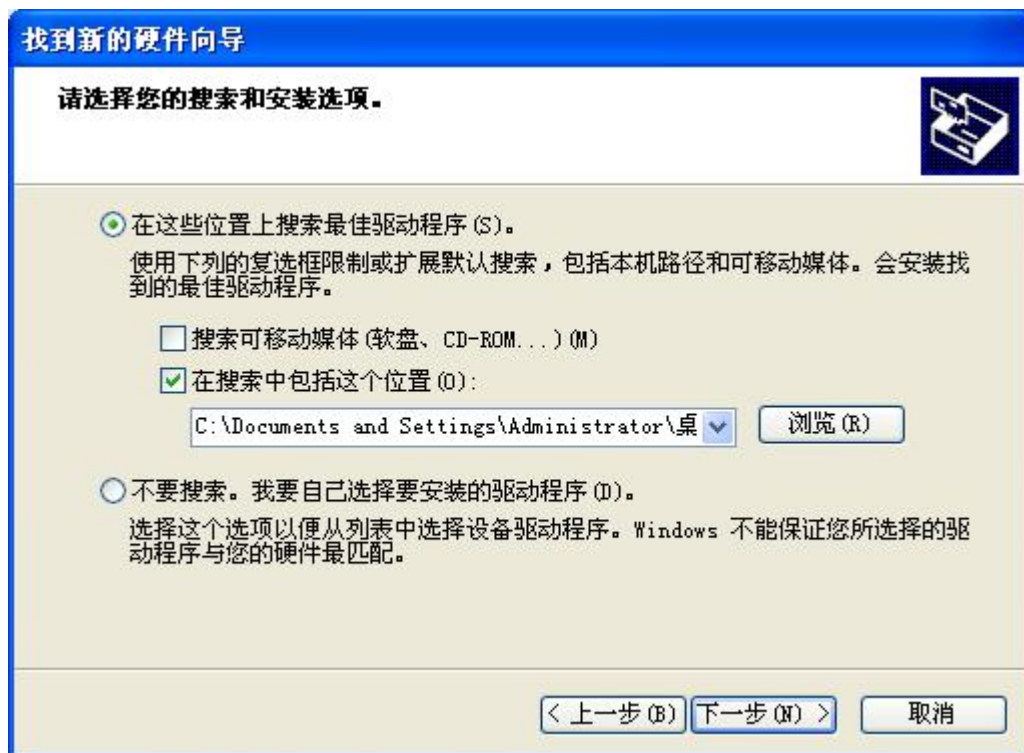 找到新的硬件向导
请选择您的搜索和安装选项。
在这些位置上搜索最佳驱动程序(S)。
使用下列的复选框限制或扩展默认搜索，包括本机路径和可移动媒体。会安装找
到的最佳驱动程序。
搜索可移动媒体(软盘、CD-ROM...)(M)
在搜索中包括这个位置(O):
C:\Documents and Settings\Administrator\桌 浏览(R)
不要搜索。我要自己选择要安装的驱动程序(D)。
选择这个选项以便从列表中选择设备驱动程序。Windows 不能保证您所选择的驱
动程序与您的硬件最匹配。
< 上一步(B) 下一步(N) > 取消